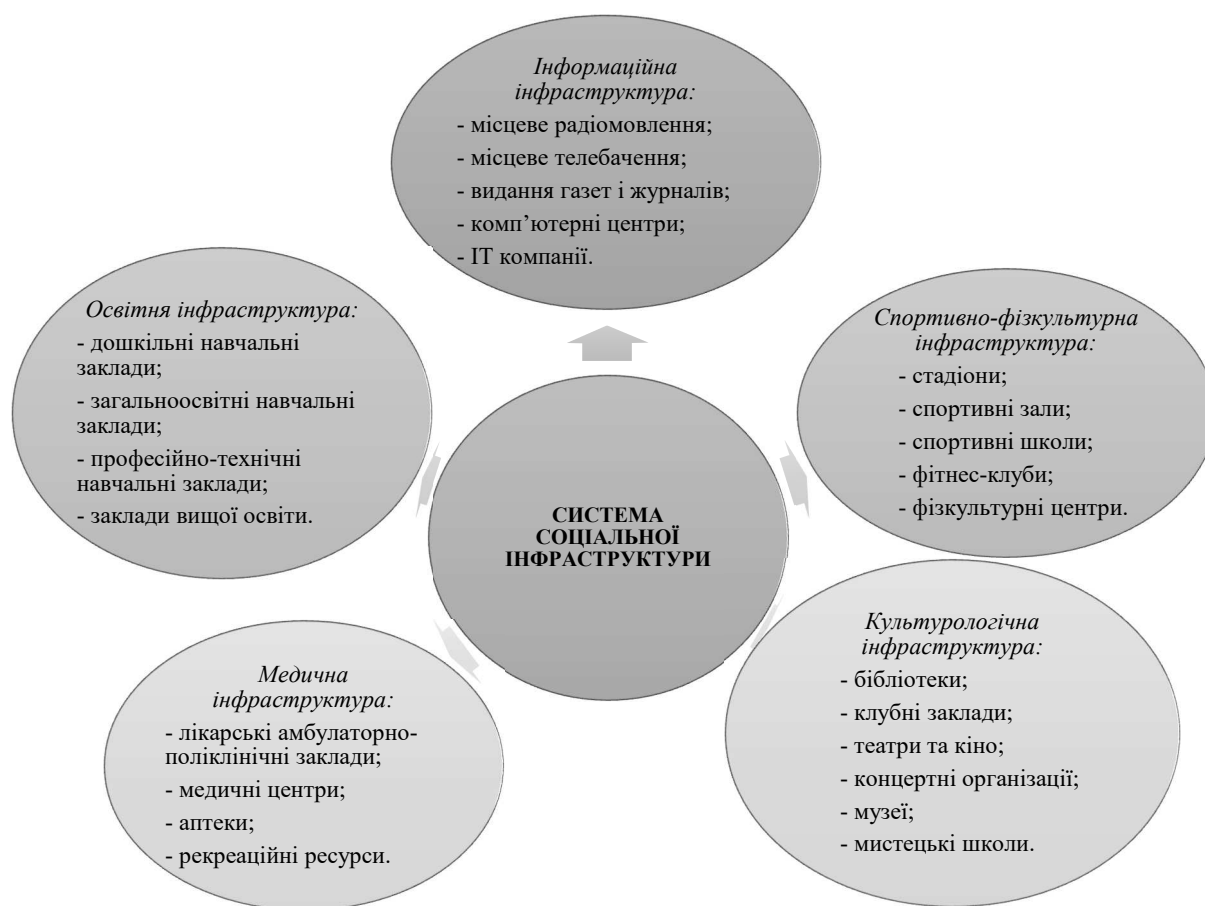 Інформаційна
інфраструктура:
- місцеве радіомовлення;
- місцеве телебачення;
- видання газет і журналів;
- комп’ютерні центри;
- ІТ компанії.
Освітня інфраструктура:
- дошкільні навчальні
заклади;
- загальноосвітні навчальні
заклади;
- професійно-технічні
навчальні заклади;
- заклади вищої освіти.
Спортивно-фізкультурна
інфраструктура:
- стадіони;
- спортивні зали;
- спортивні школи;
- фітнес-клуби;
- фізкультурні центри.
СИСТЕМА
СОЦІАЛЬНОЇ
ІНФРАСТРУКТУРИ
Медична
інфраструктура:
- лікарські амбулаторно-
поліклінічні заклади;
- медичні центри;
- аптеки;
- рекреаційні ресурси.
Культурологічна
інфраструктура:
- бібліотеки;
- клубні заклади;
- театри та кіно;
- концертні організації;
- музеї;
- мистецькі школи.